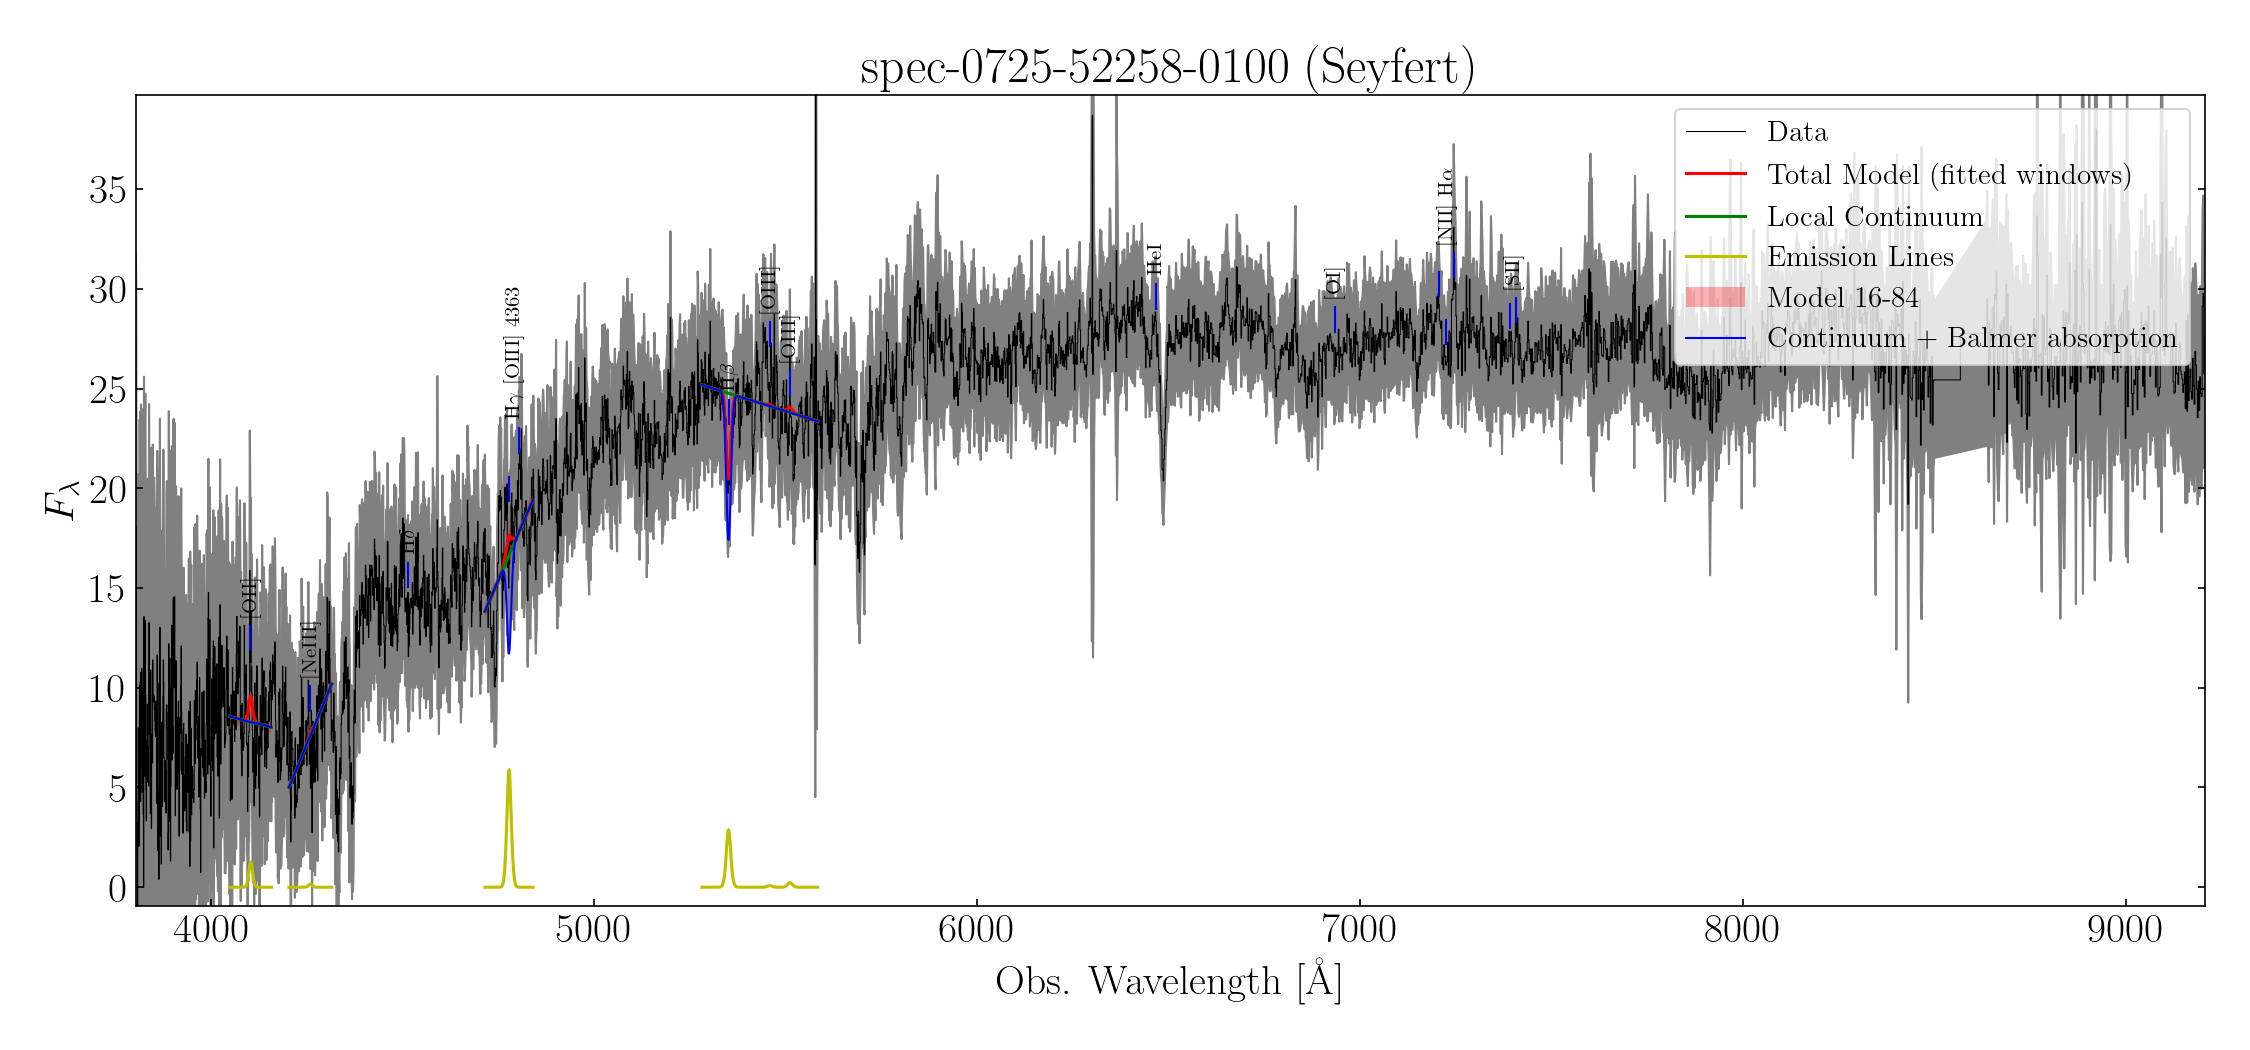 spec-0725-52258-0100 (Seyfert)
Data
Total Model (fitted windows)
Local Continuum
Emission Lines
Model 16-84
Continuum + Balmer absorption
[OII]
[NeIII]
Hδ
Hγ [OIII] 4363
Hβ
[OIII]
[OIII]
HeI
[OI]
[NII] Hα
[SII]
35
30
25
20
15
10
5
0
Fλ
4000 5000 6000 7000 8000 9000
Obs. Wavelength [Å]